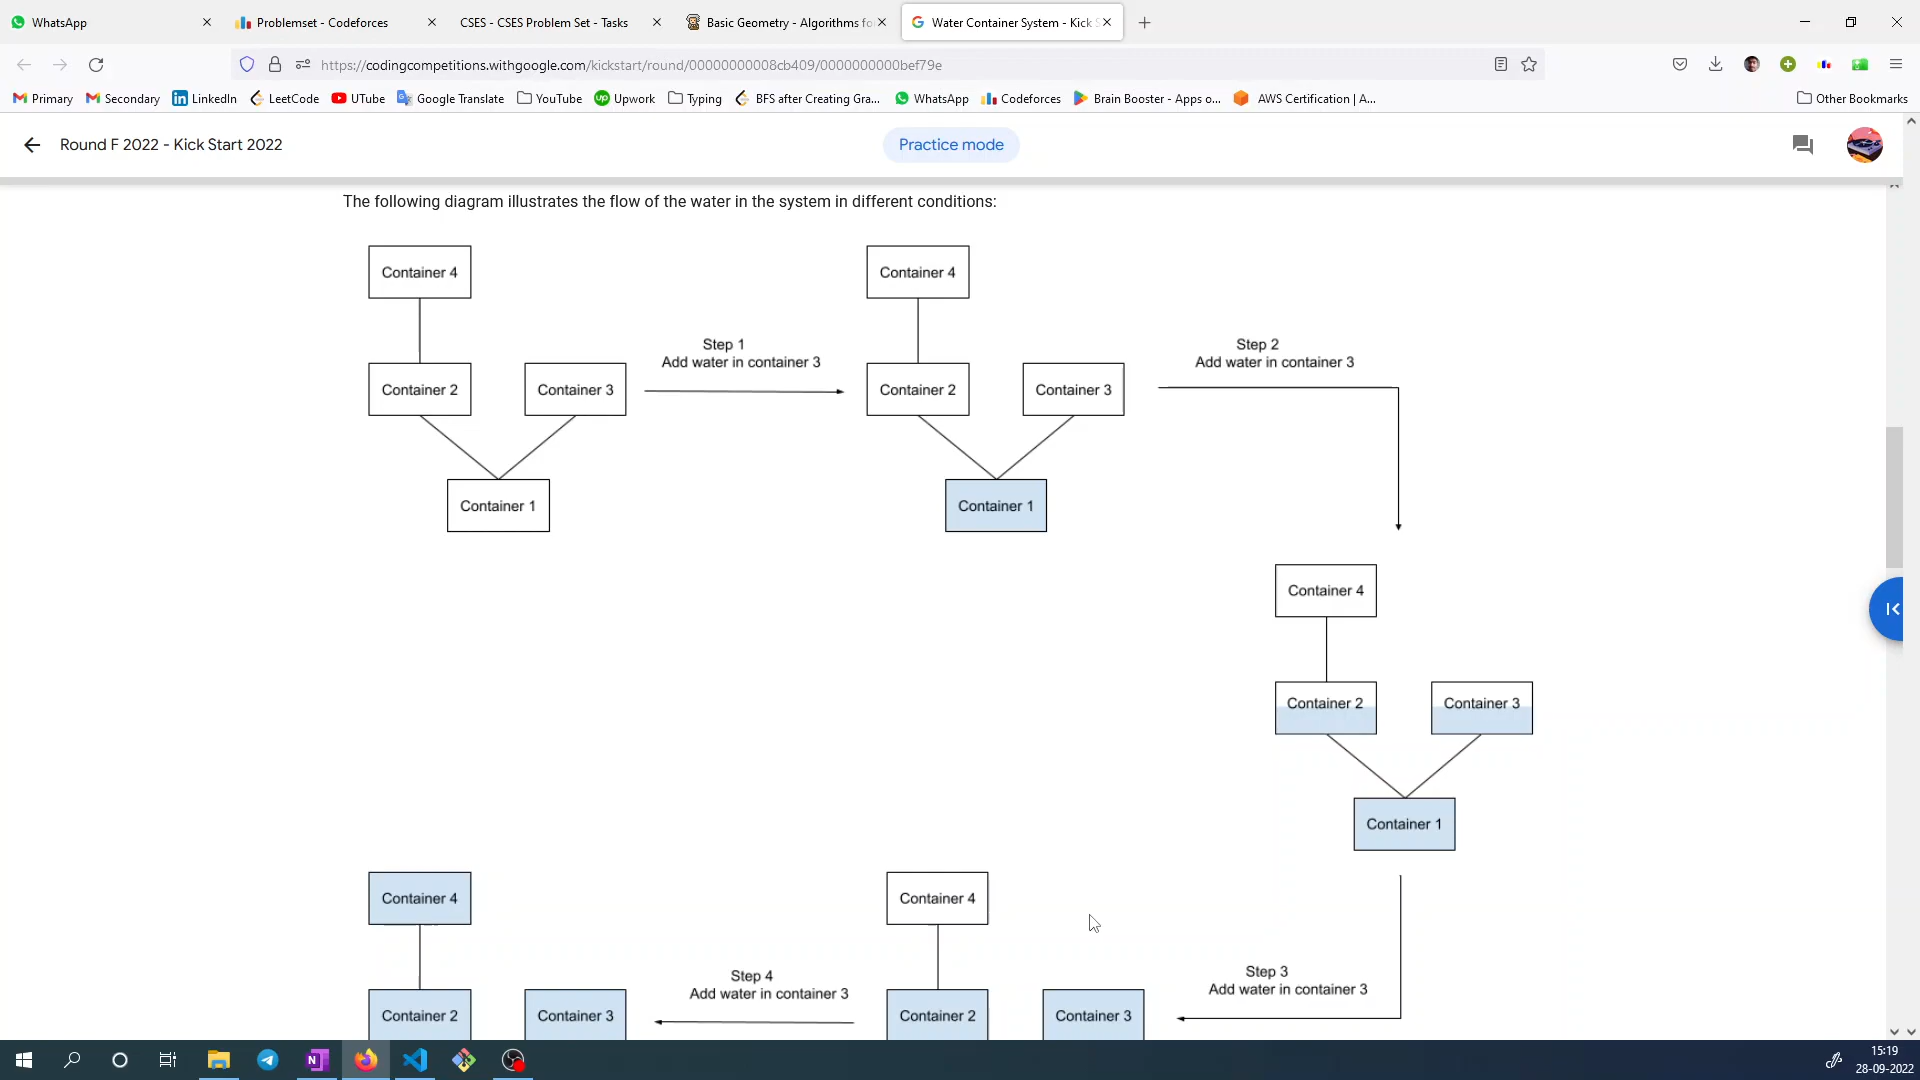 WhatsApp
Problemset - Codeforces
CSES - CSES Problem Set - Tasks
Basic Geometry - Algorithms fo
Water Container System - Kick S
https://codingcompetitions.withgoogle.com/kickstart/round/00000000008cb409/0000000000bef79e
Primary
Secondary
LinkedIn
LeetCode
UTube
Google Translate
YouTube
Upwork
Typing
BFS after Creating Gra...
WhatsApp
Codeforces
Brain Booster - Apps o...
AWS Certification | A...
Other Bookmarks
Round F 2022 - Kick Start 2022
Practice mode
The following diagram illustrates the flow of the water in the system in different conditions:
Container 4
Container 2
Container 3
Container 1
Step 1
Add water in container 3
Container 4
Container 2
Container 3
Container 1
Step 2
Add water in container 3
Container 4
Container 2
Container 3
Container 1
Step 3
Add water in container 3
Container 4
Container 2
Container 3
Step 4
Add water in container 3
Container 4
Container 2
Container 3
15:19
28-09-2022